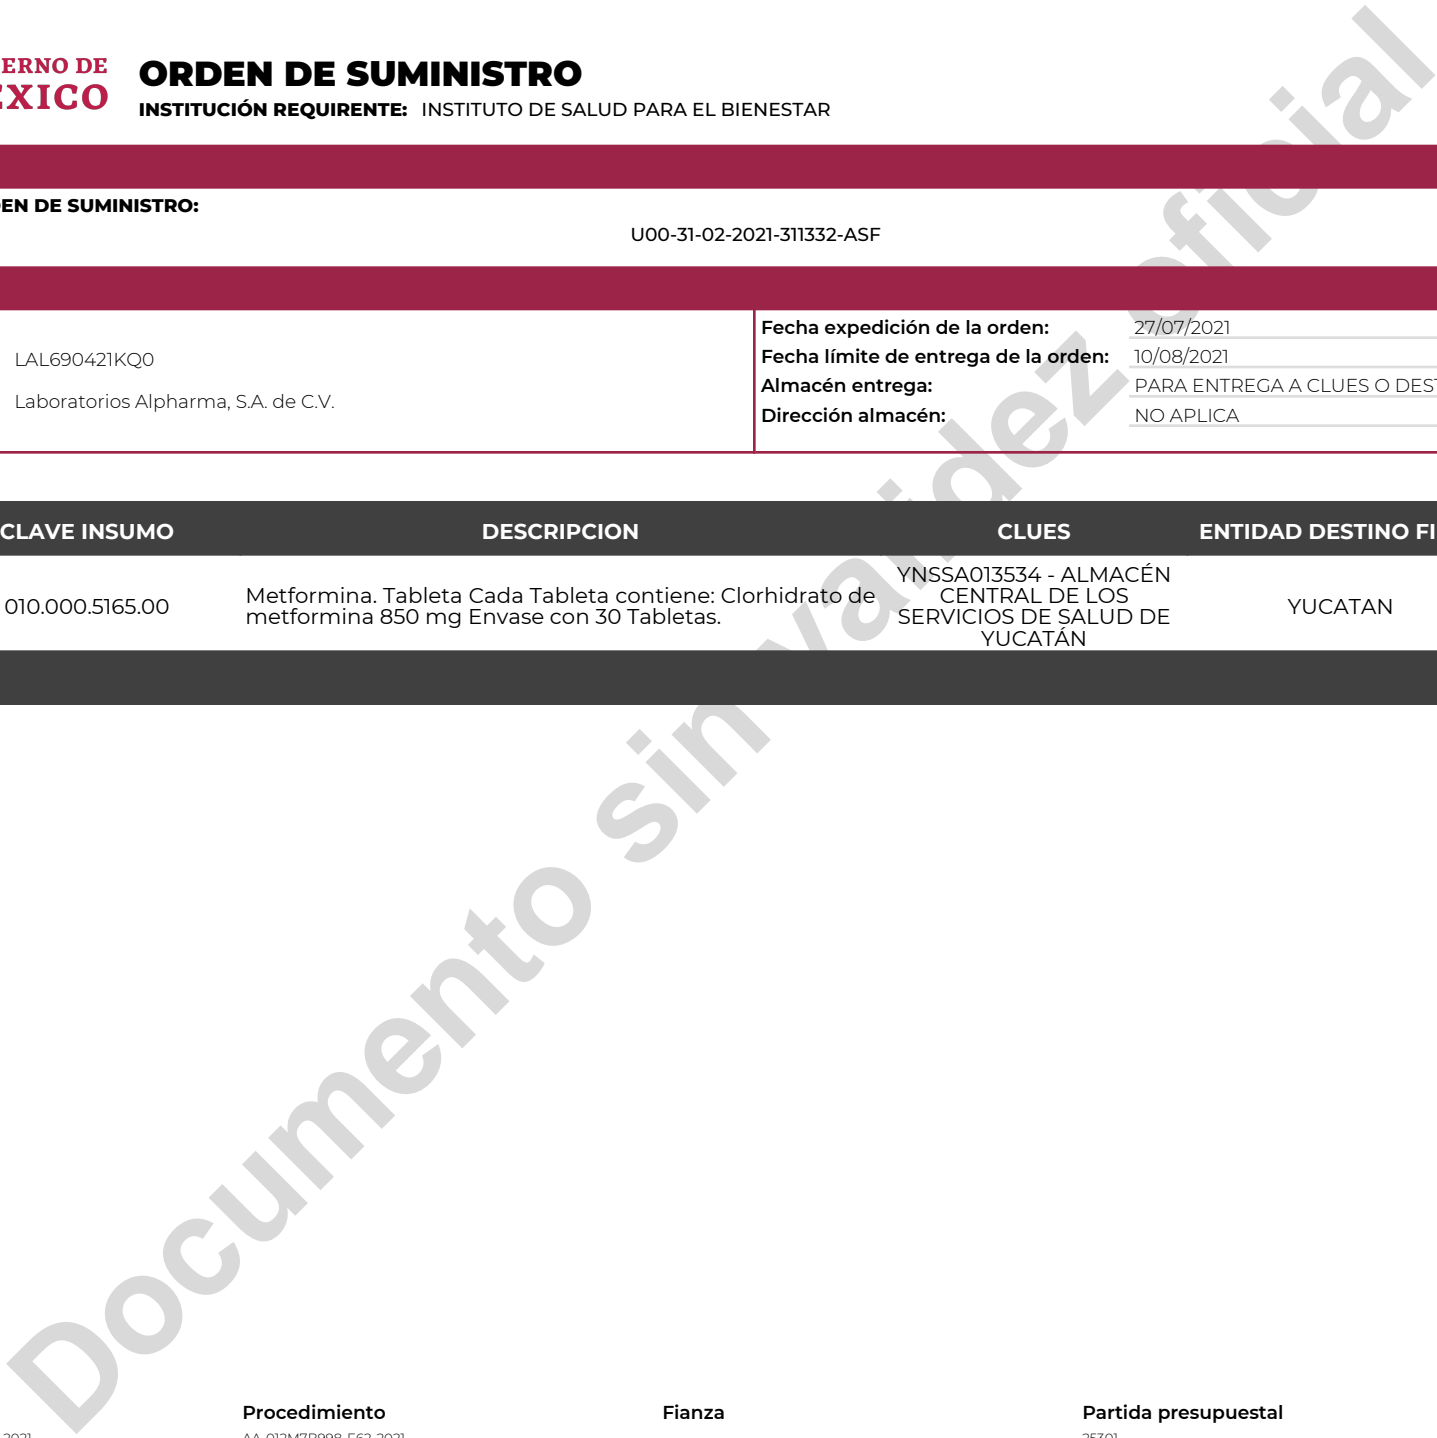 ERNO DE
ÉXICO
ORDEN DE SUMINISTRO
INSTITUCIÓN REQUIRENTE: INSTITUTO DE SALUD PARA EL BIENESTAR
EN DE SUMINISTRO:
U00-31-02-2021-311332-ASF
LAL690421KQ0
Laboratorios Alpharma, S.A. de C.V.
Fecha expedición de la orden: 27/07/2021
Fecha límite de entrega de la orden: 10/08/2021
Almacén entrega: PARA ENTREGA A CLUES O DEST
Dirección almacén: NO APLICA
CLAVE INSUMO DESCRIPCION CLUES ENTIDAD DESTINO FI
010.000.5165.00
Metformina. Tableta Cada Tableta contiene: Clorhidrato de
metformina 850 mg Envase con 30 Tabletas.
YNSSA013534 - ALMACÉN
CENTRAL DE LOS
SERVICIOS DE SALUD DE
YUCATÁN
YUCATAN
Documento sin validez oficial
Procedimiento Fianza Partida presupuestal